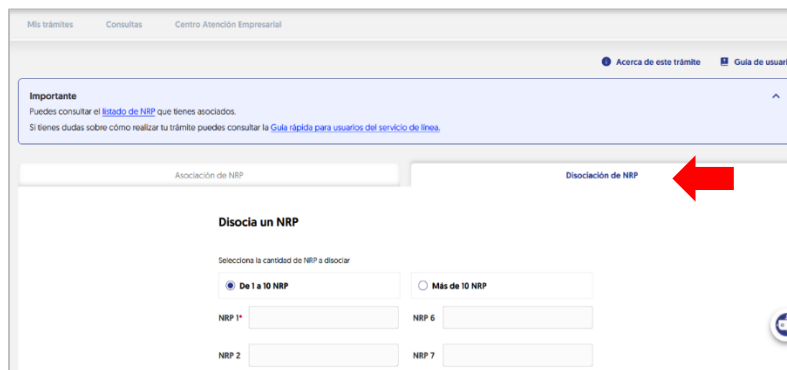 Mis trámites Consultas Centro Atención Empresarial
Acerca de este trámite Guía de usuari
Importante
Puedes consultar el listado de NRP que tienes asociados.
Si tienes dudas sobre cómo realizar tu trámite puedes consultar la Guía rápida para usuarios del servicio de línea.
Asociación de NRP Disociación de NRP
Disocia un NRP
Selecciona la cantidad de NRP a disociar
De 1 a 10 NRP Más de 10 NRP
NRP 1* NRP 6
NRP 2 NRP 7